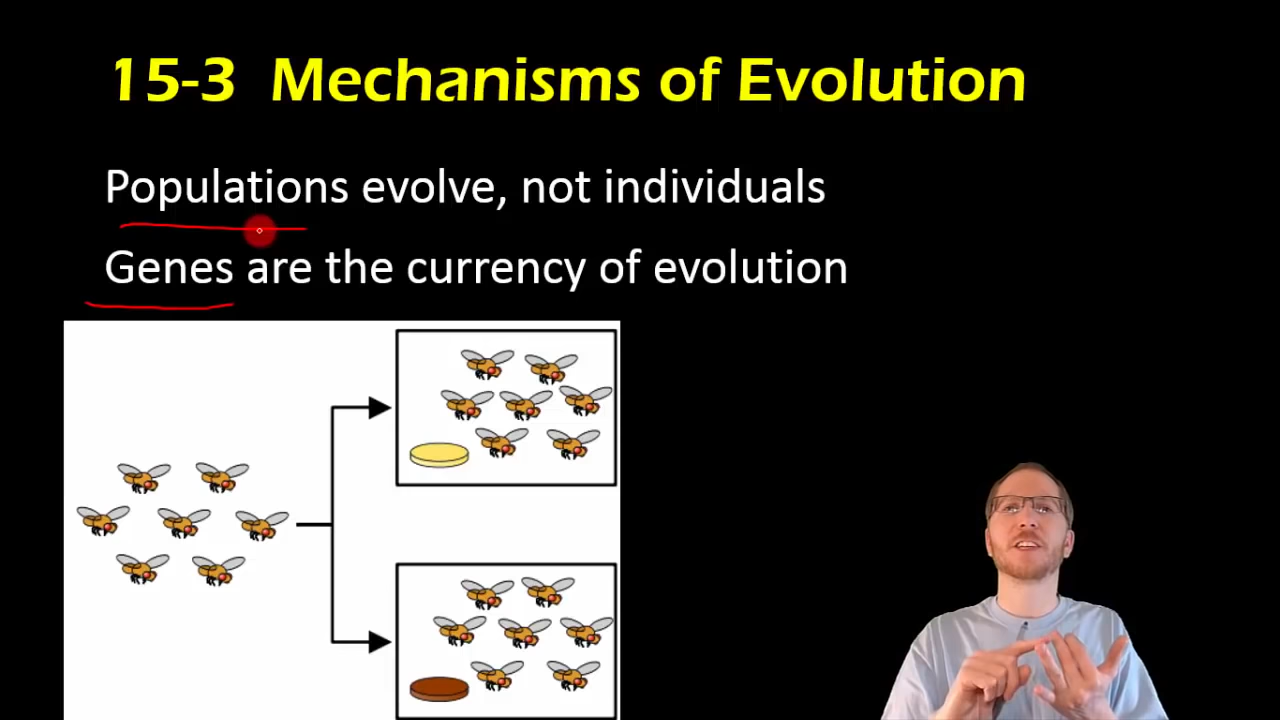 15-3 Mechanisms of Evolution
Populations evolve, not individuals
Genes are the currency of evolution